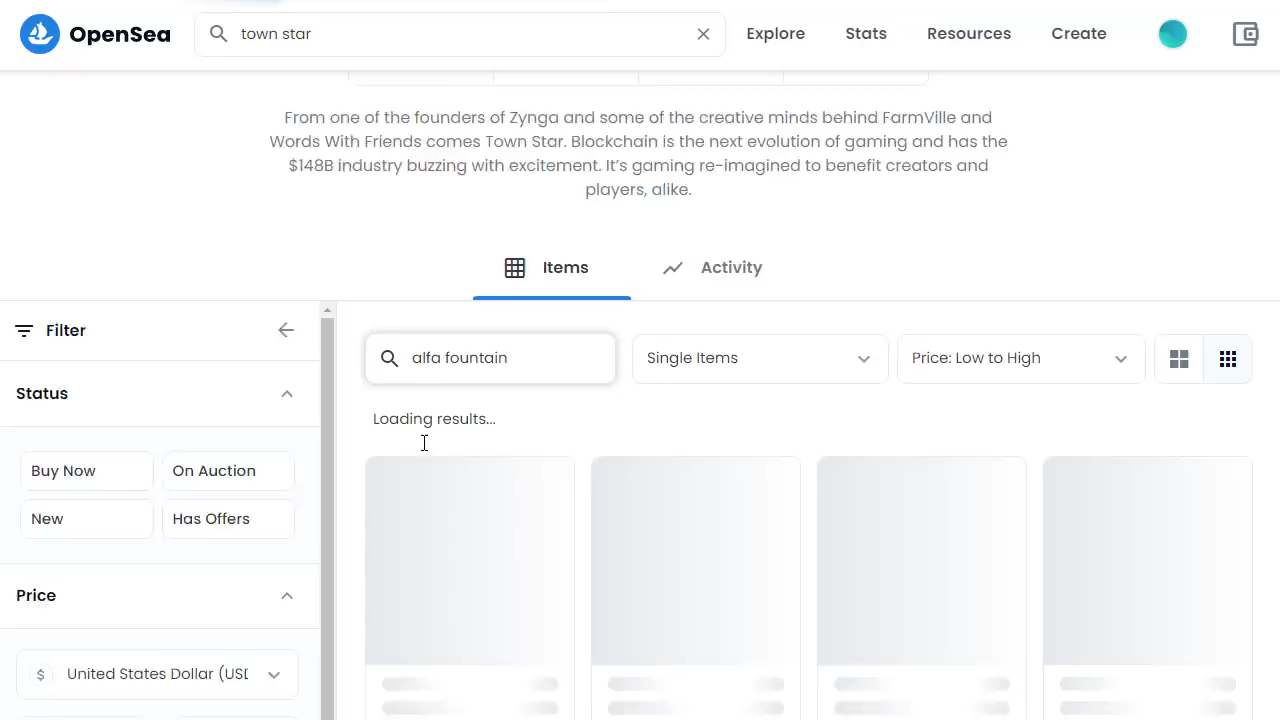 OpenSea
town star
Explore
Stats
Resources
Create
From one of the founders of Zynga and some of the creative minds behind FarmVille and
Words With Friends comes Town Star. Blockchain is the next evolution of gaming and has the
$148B industry buzzing with excitement. It’s gaming re-imagined to benefit creators and
players, alike.
Items
Activity
Filter
alfa fountain
Single Items
Price: Low to High
Status
Loading results...
Buy Now
On Auction
New
Has Offers
Price
$ United States Dollar (USD